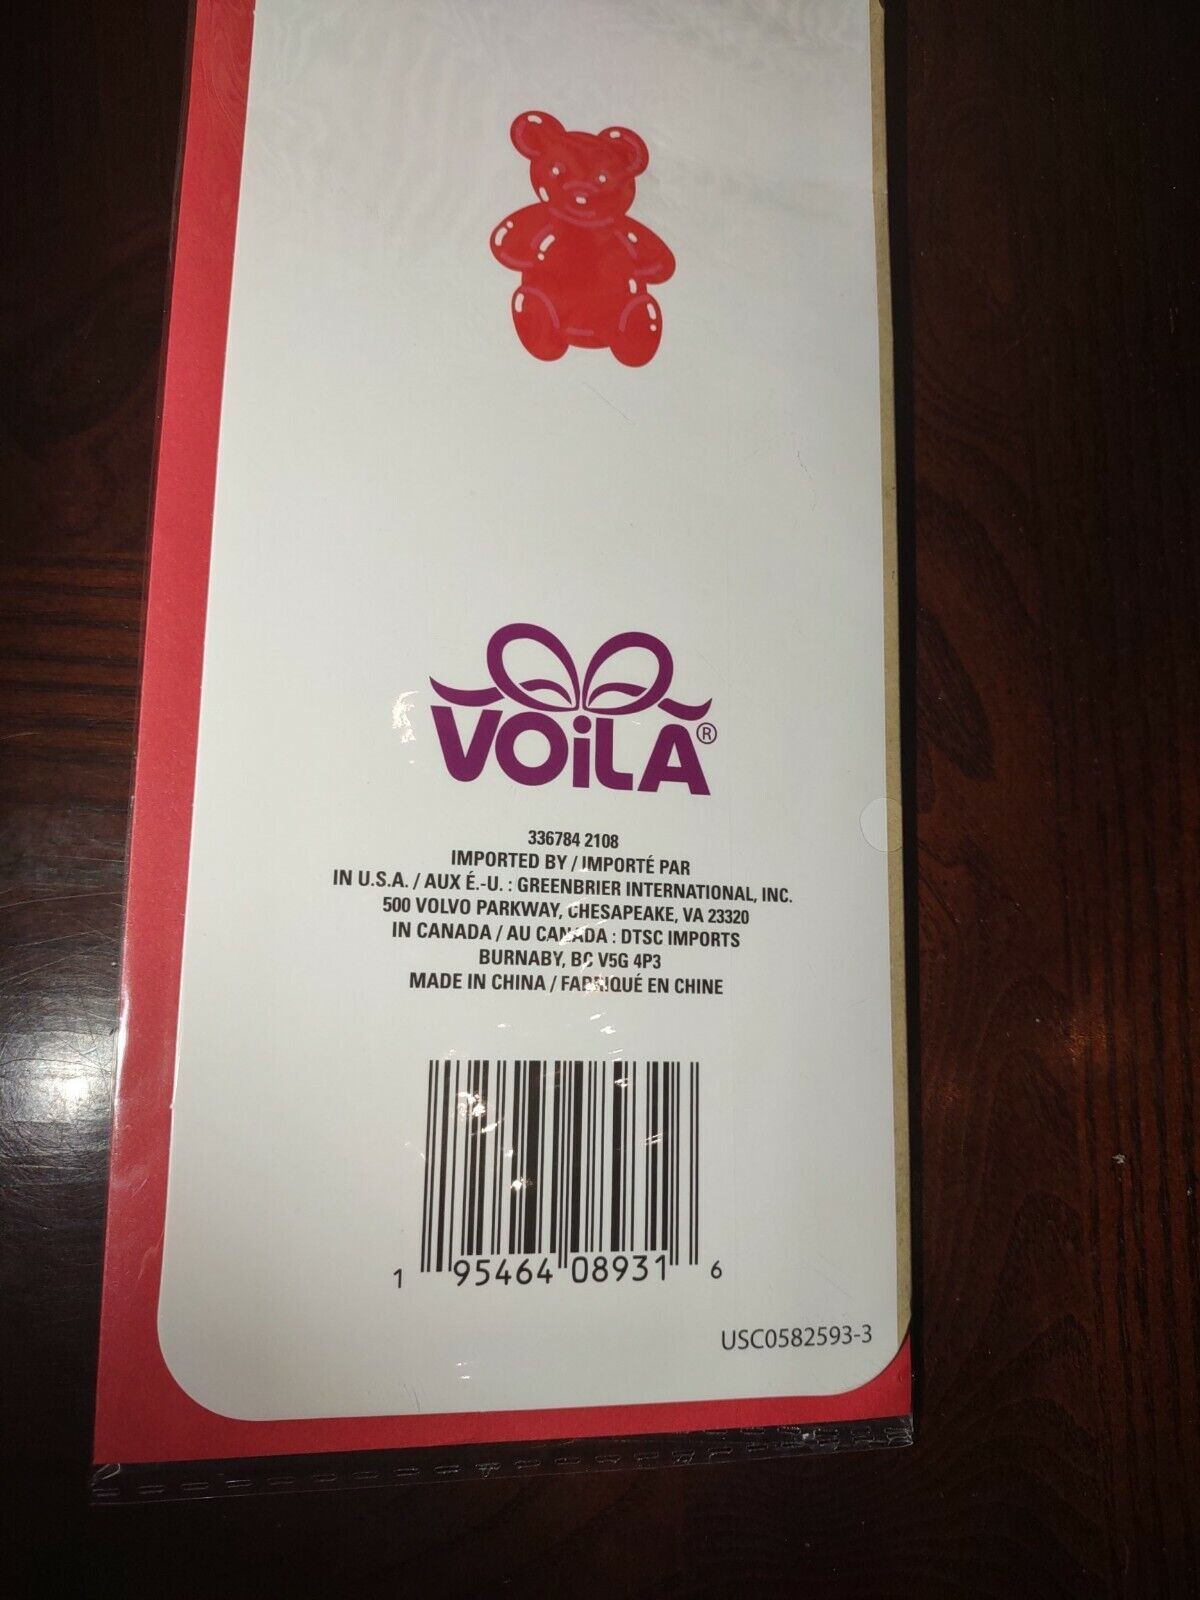 VOiLA®
336784 2108
IMPORTED BY / IMPORTÉ PAR
IN U.S.A. / AUX É.-U. : GREENBRIER INTERNATIONAL, INC.
500 VOLVO PARKWAY, CHESAPEAKE, VA 23320
IN CANADA / AU CANADA : DTSC IMPORTS
BURNABY, BC V5G 4P3
MADE IN CHINA / FABRIQUÉ EN CHINE
1 95464 08931 6
USC0582593-3